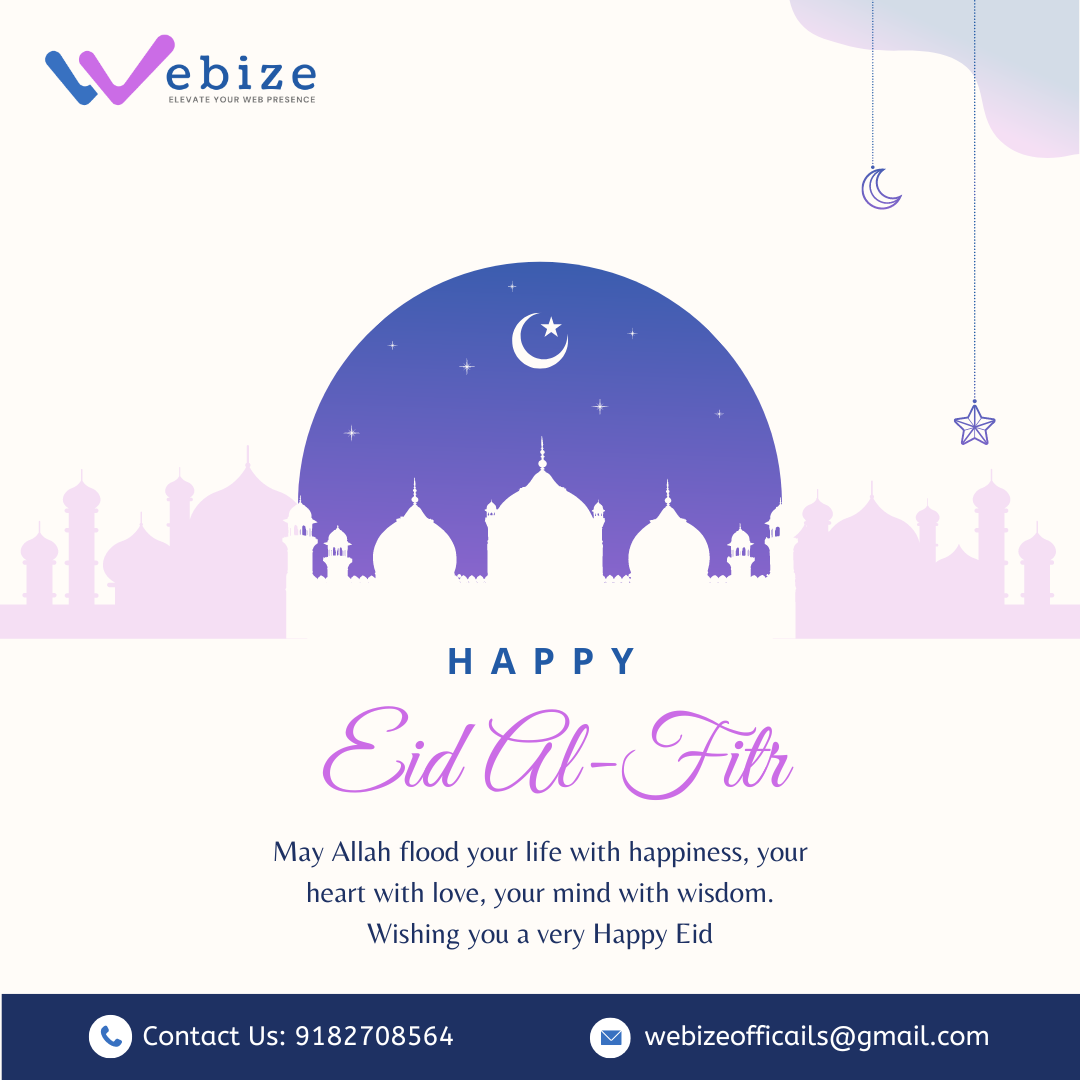 Webize
ELEVATE YOUR WEB PRESENCE
HAPPY
Eid Al-Fitr
May Allah flood your life with happiness, your
heart with love, your mind with wisdom.
Wishing you a very Happy Eid
Contact Us: 9182708564
webizeofficails@gmail.com